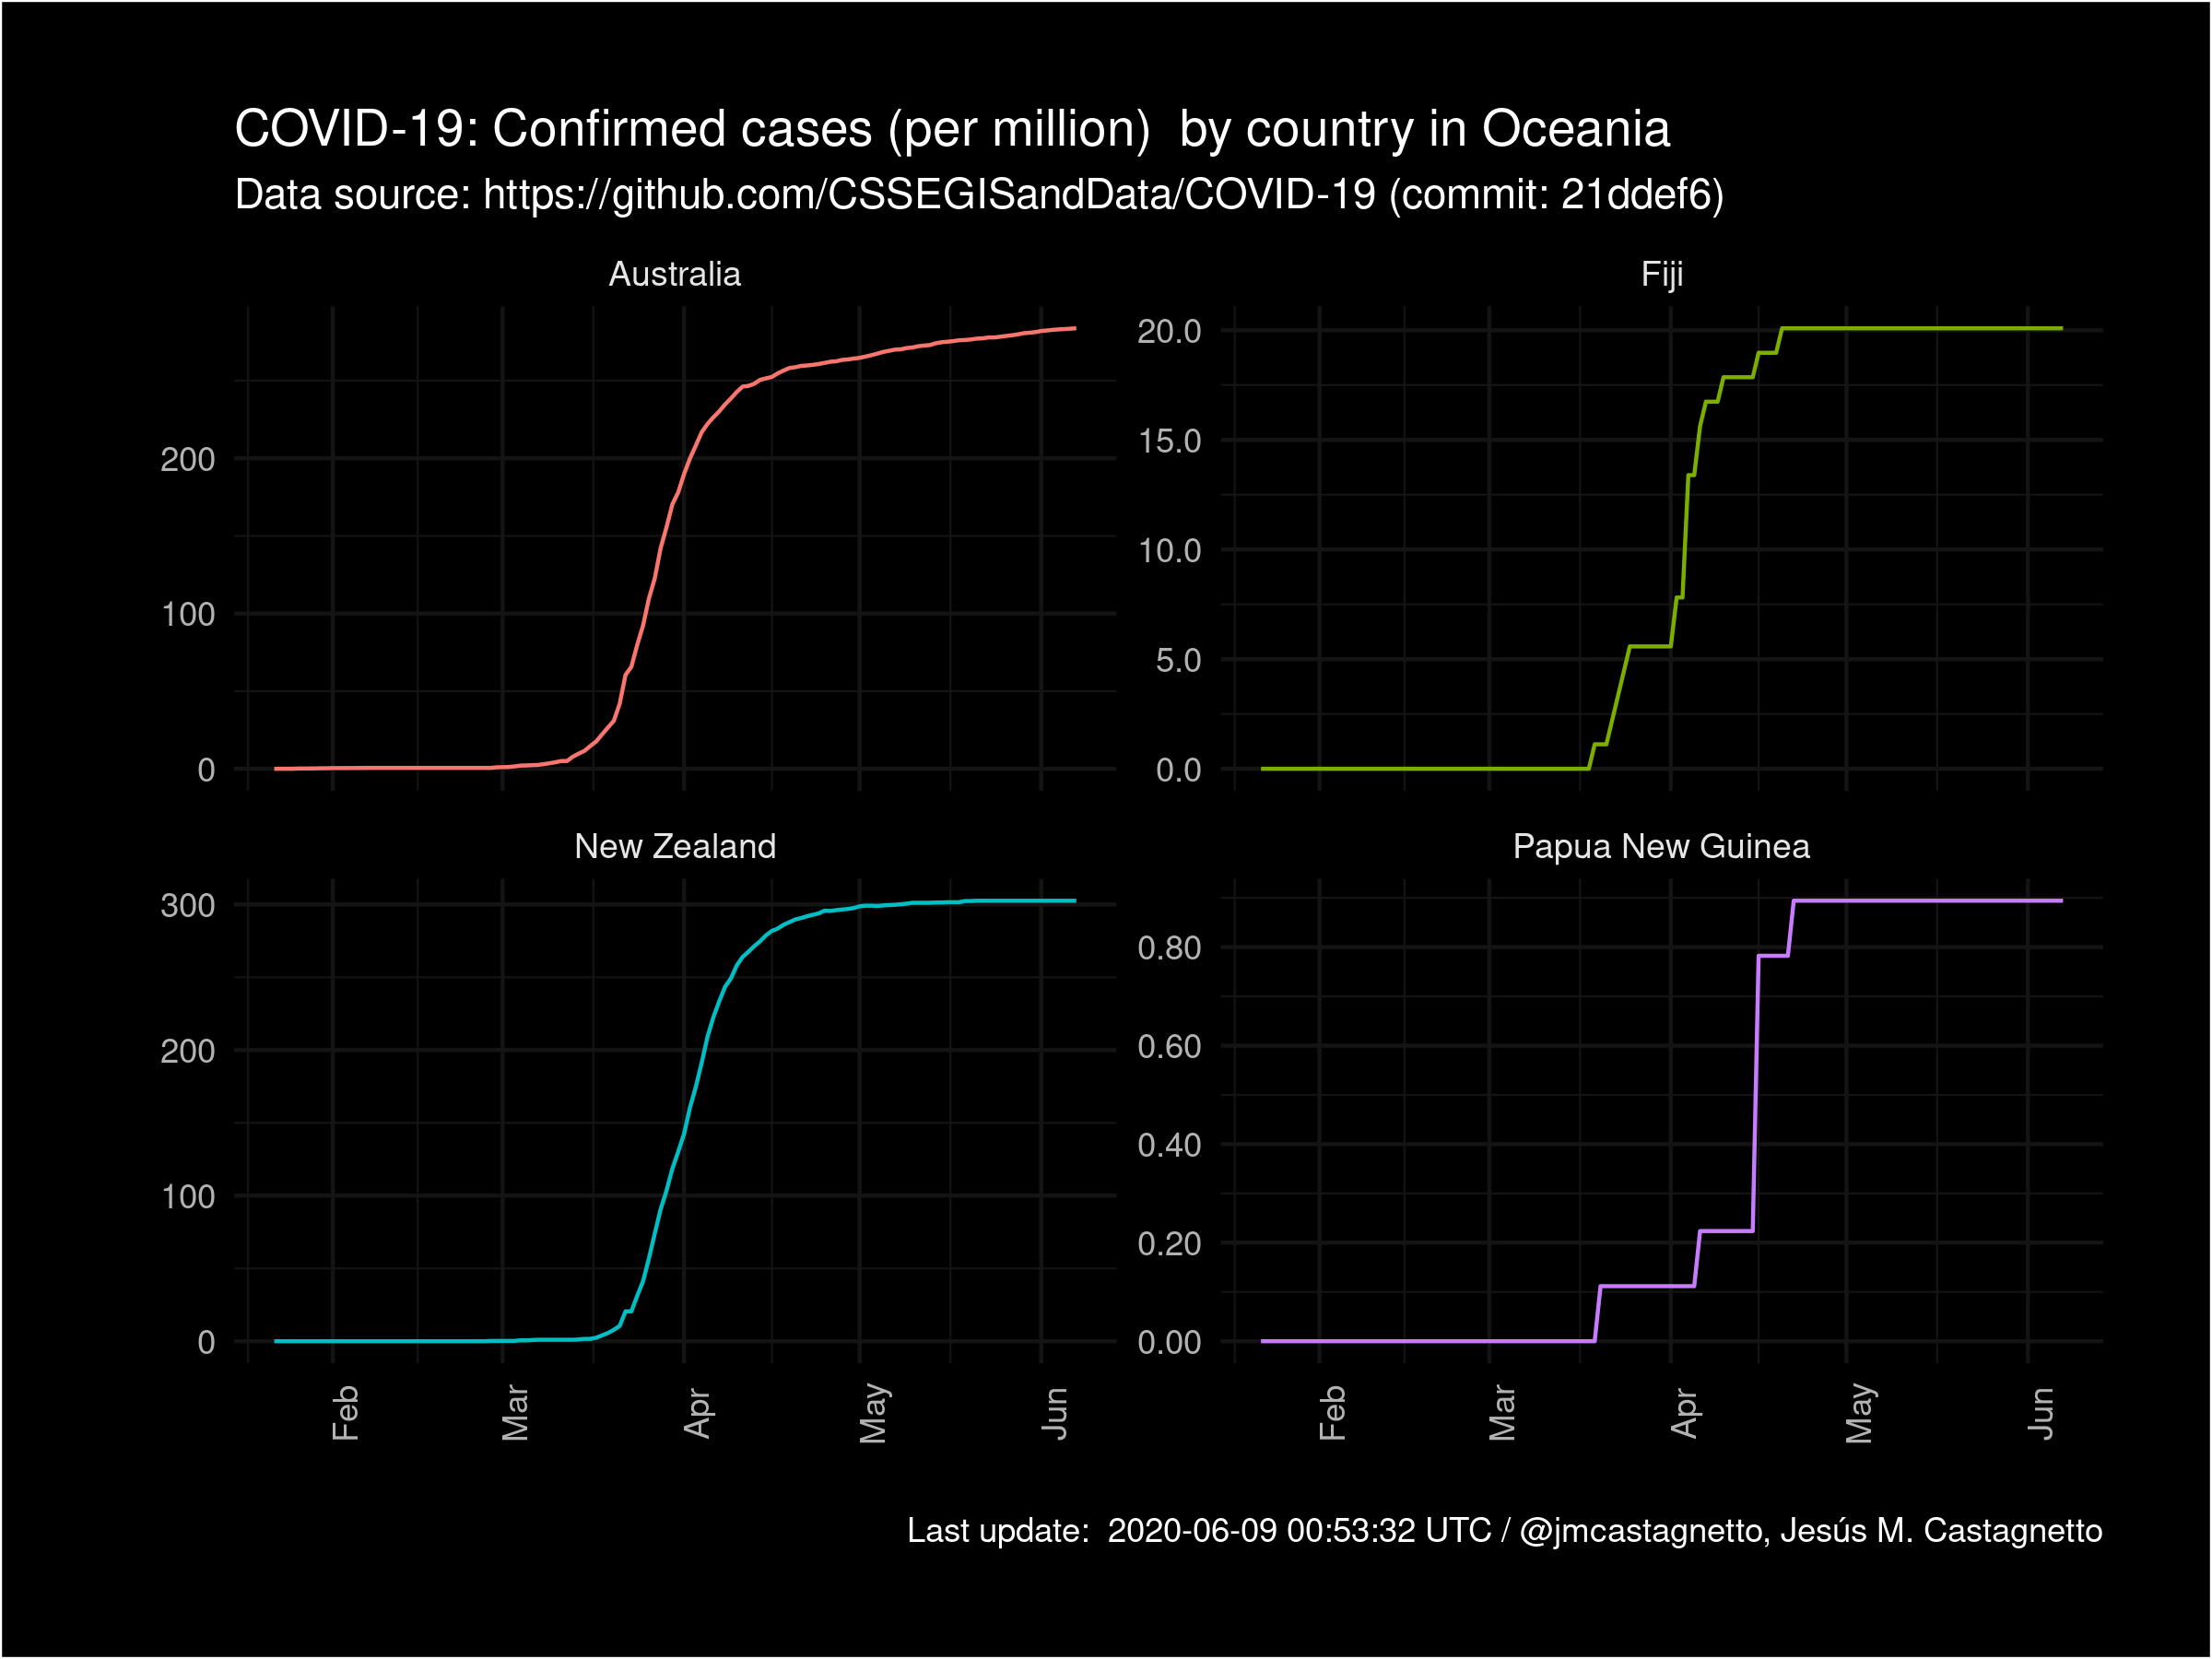 COVID-19: Confirmed cases (per million)  by country in Oceania
Data source: https://github.com/CSSEGISandData/COVID-19 (commit: 21ddef6)
Australia
200
100
0
Fiji
20.0
15.0
10.0
5.0
0.0
New Zealand
300
200
100
0
Papua New Guinea
0.80
0.60
0.40
0.20
0.00
Feb Mar Apr May Jun
Feb Mar Apr May Jun
Last update:  2020-06-09 00:53:32 UTC / @jmcastagnetto, Jesús M. Castagnetto